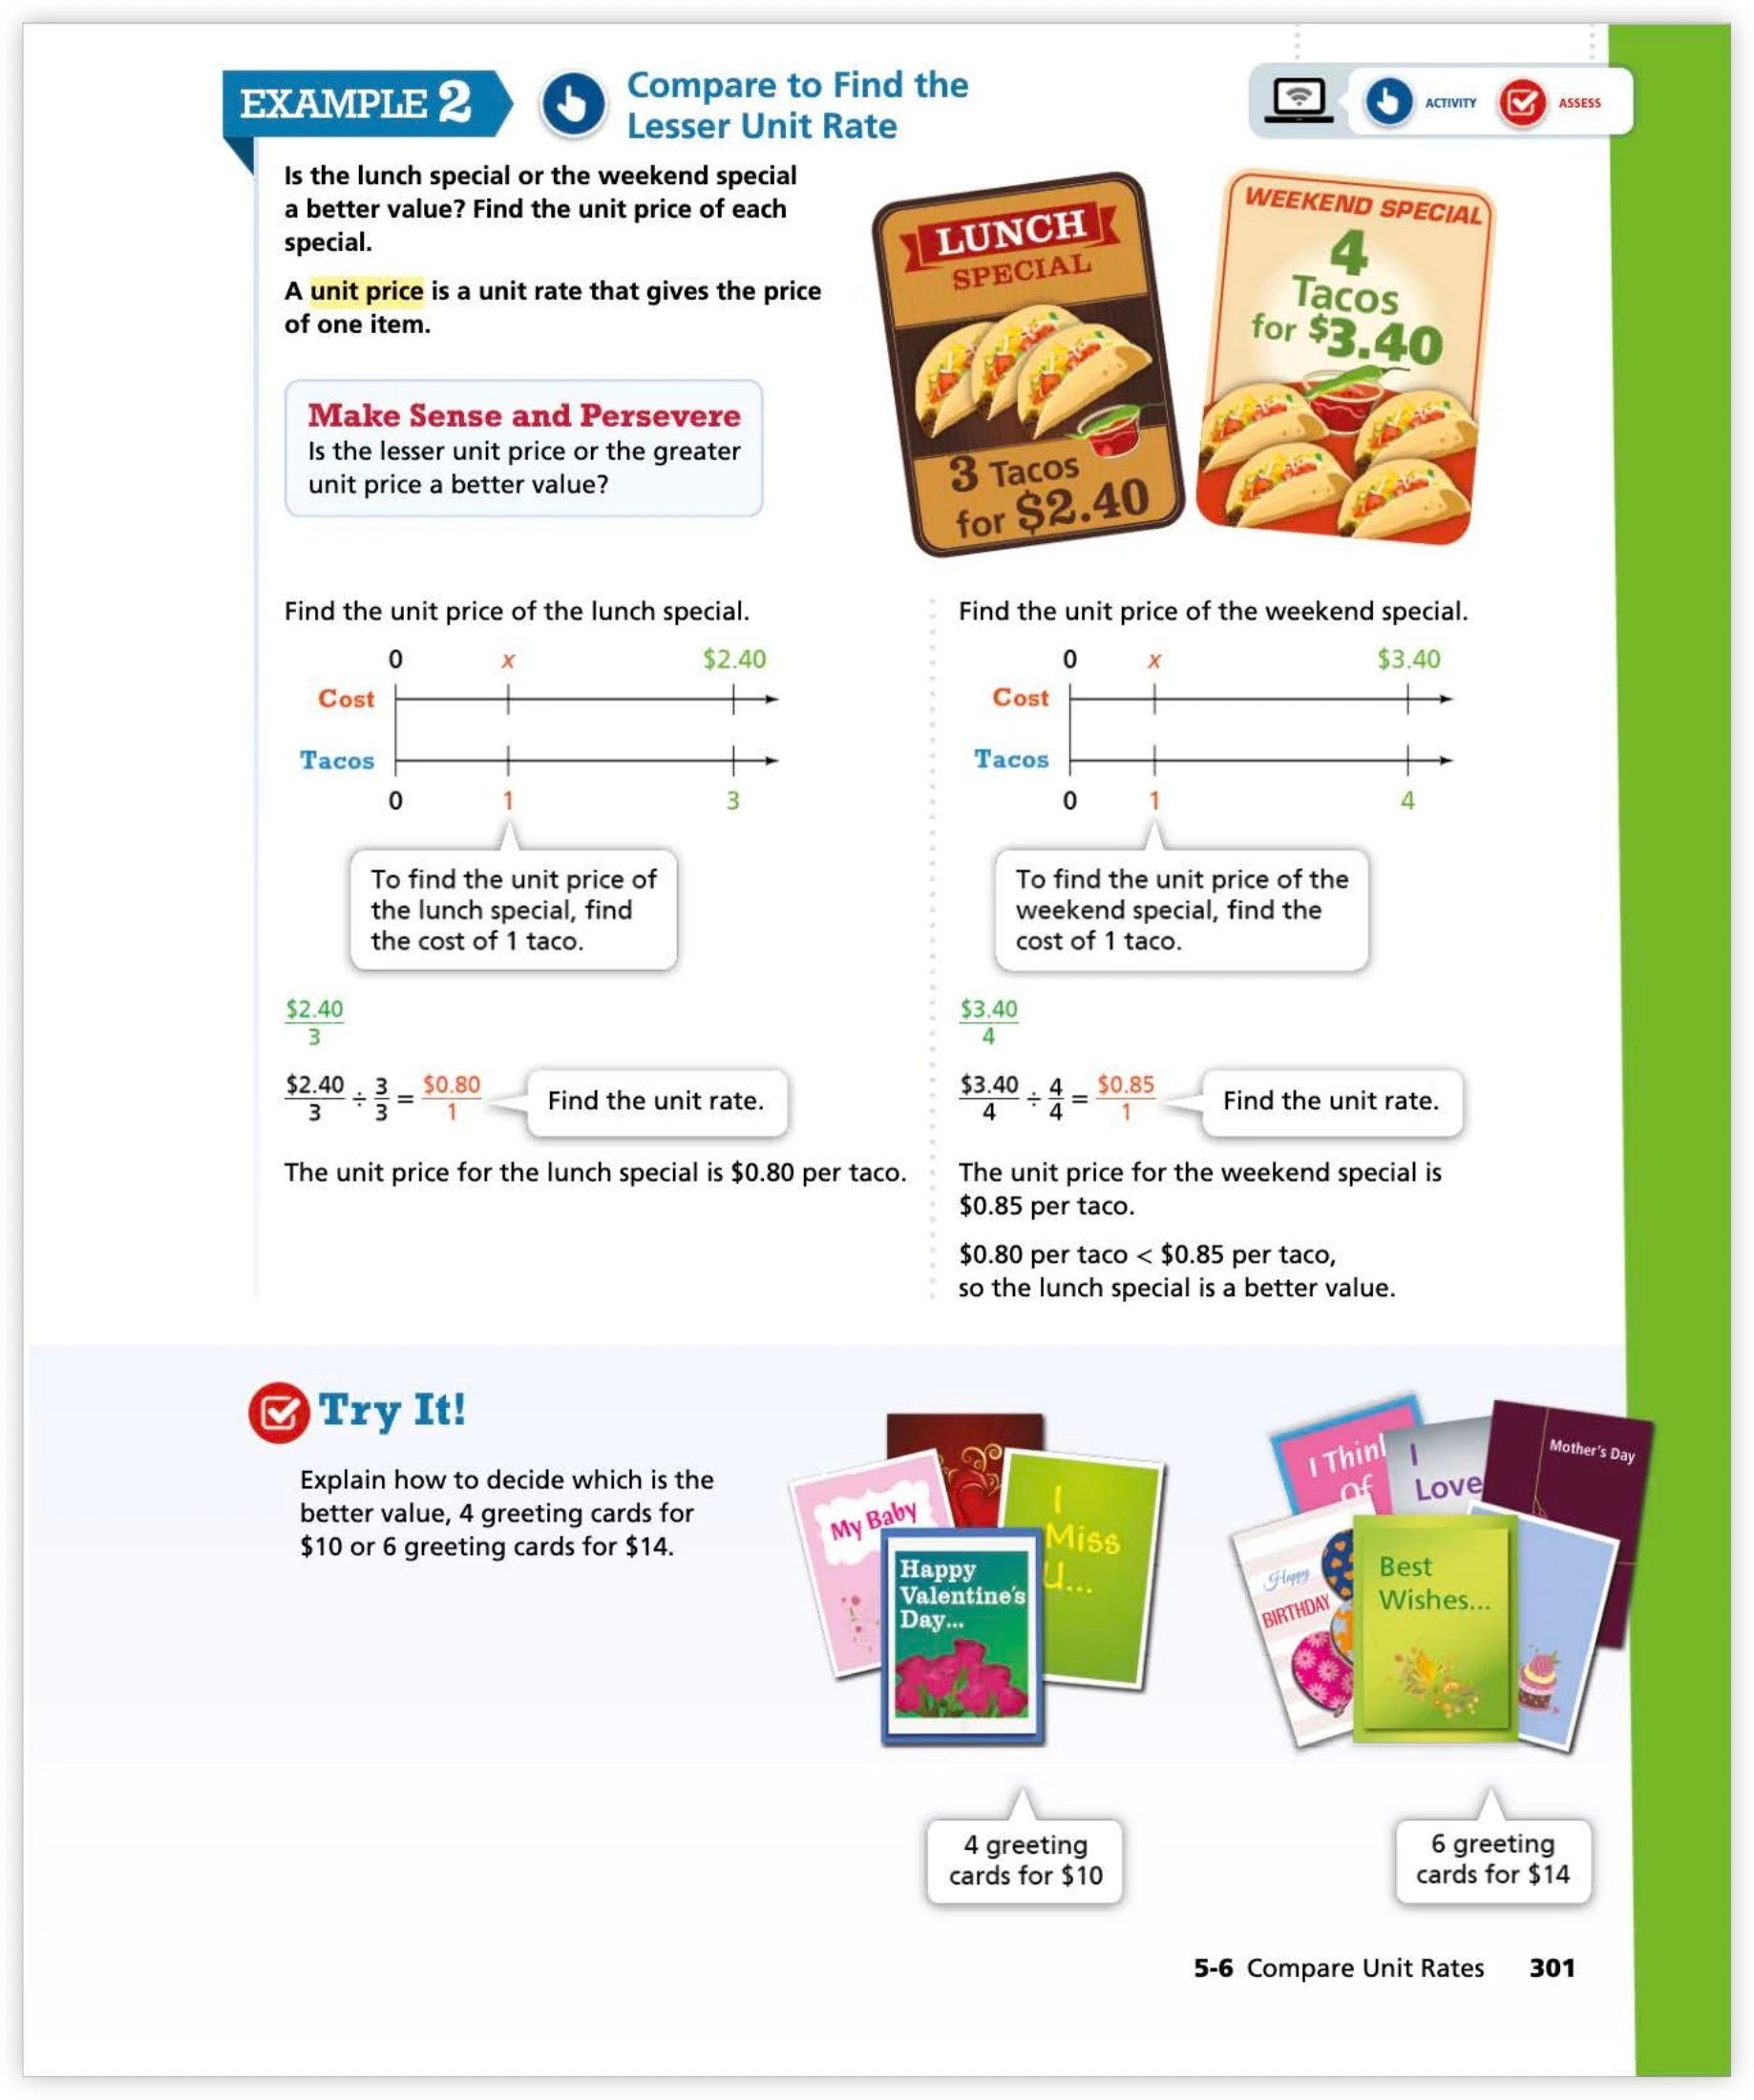 EXAMPLE 2
Compare to Find the
Lesser Unit Rate
ACTIVITY
ASSESS
Is the lunch special or the weekend special
a better value? Find the unit price of each
special.
A unit price is a unit rate that gives the price
of one item.
Make Sense and Persevere
Is the lesser unit price or the greater
unit price a better value?
LUNCH
SPECIAL
3 Tacos
for $2.40
WEEKEND SPECIAL
4
Tacos
for $3.40
Find the unit price of the lunch special.
0 x $2.40
Cost
Tacos
0 1 3
To find the unit price of
the lunch special, find
the cost of 1 taco.
$2.40
3
$2.40 ÷ 3 = $0.80
3 3 1
Find the unit rate.
The unit price for the lunch special is $0.80 per taco.
Find the unit price of the weekend special.
0 x $3.40
Cost
Tacos
0 1 4
To find the unit price of the
weekend special, find the
cost of 1 taco.
$3.40
4
$3.40 ÷ 4 = $0.85
4 4 1
Find the unit rate.
The unit price for the weekend special is
$0.85 per taco.
$0.80 per taco < $0.85 per taco,
so the lunch special is a better value.
Try It!
Explain how to decide which is the
better value, 4 greeting cards for
$10 or 6 greeting cards for $14.
My Baby
I
Miss
U...
Happy
Valentine's
Day...
I Think
Of
I
Love
Mother's Day
Happy
BIRTHDAY
Best
Wishes...
4 greeting
cards for $10
6 greeting
cards for $14
5-6 Compare Unit Rates 301